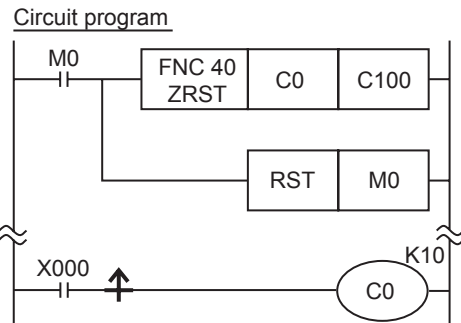 Circuit program
M0
FNC 40
ZRST
C0
C100
RST
M0
X000
K10
C0